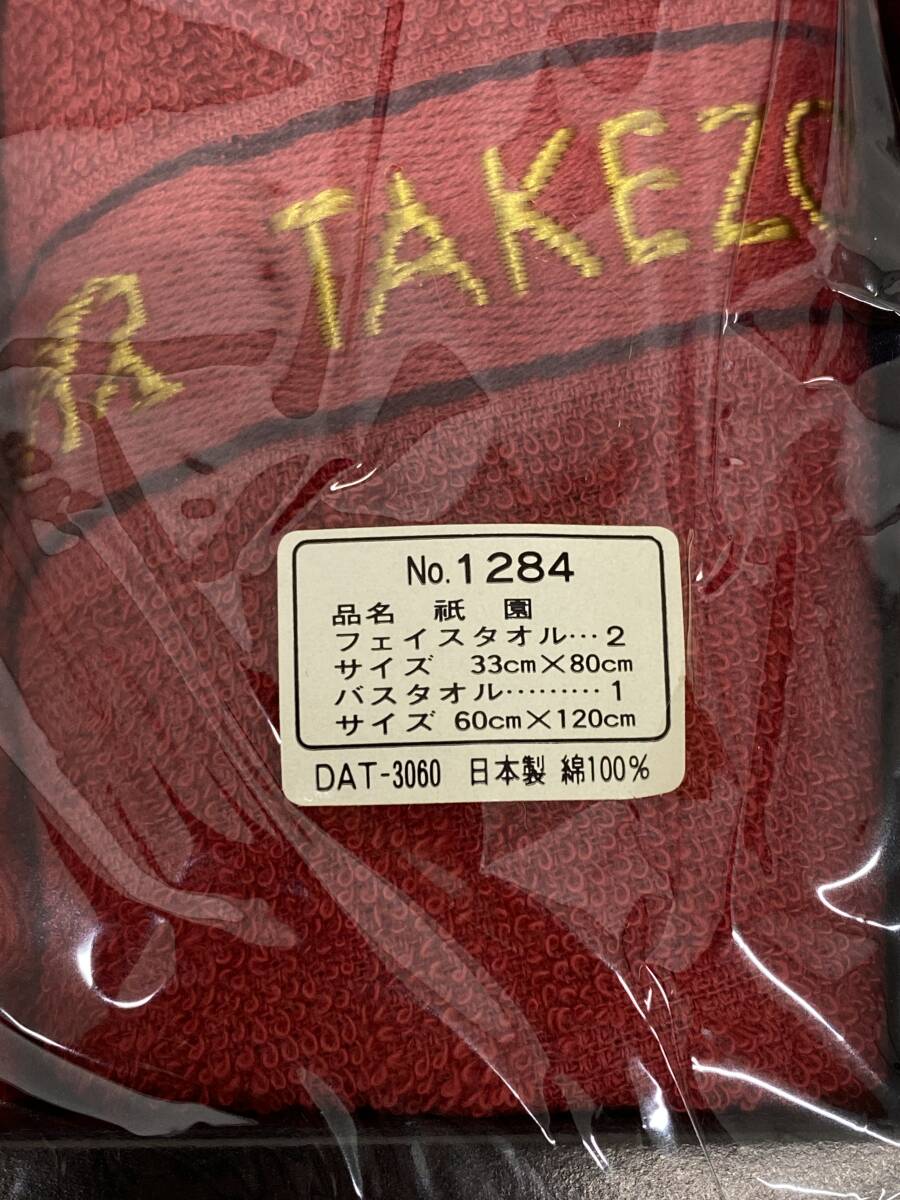 TAKEZO
No.1284
品名 祇園
フェイスタオル…2
サイズ 33cm×80cm
バスタオル………1
サイズ 60cm×120cm
DAT-3060 日本製 綿100%